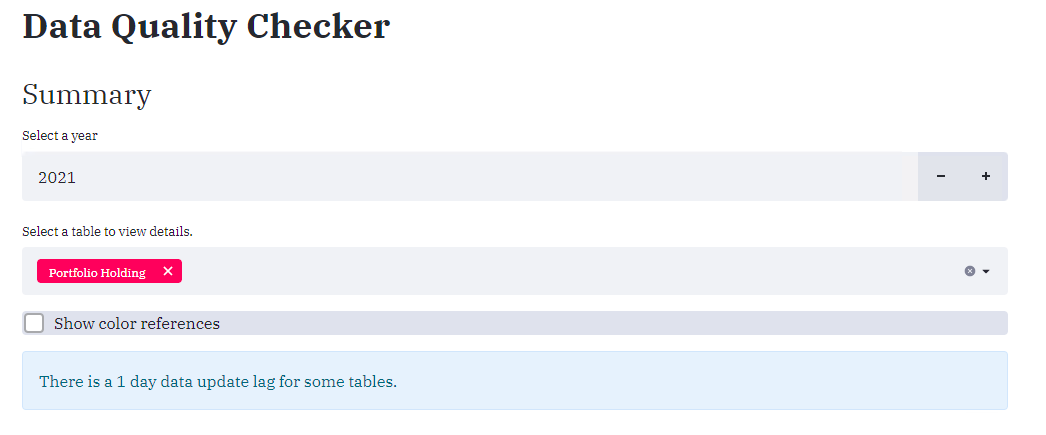 Data Quality Checker
Summary
Select a year
2021
Select a table to view details.
Portfolio Holding
Show color references
There is a 1 day data update lag for some tables.